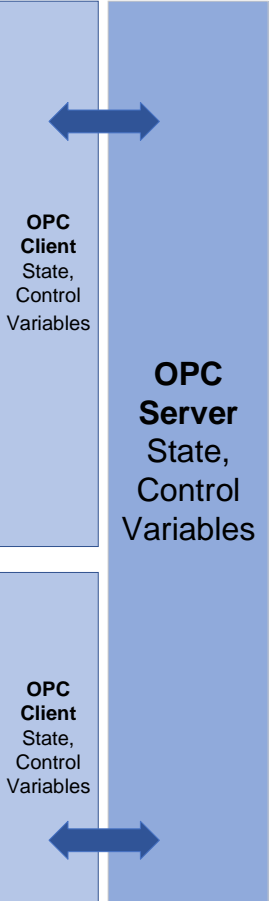 OPC
Client
State,
Control
Variables
OPC
Server
State,
Control
Variables
OPC
Client
State,
Control
Variables